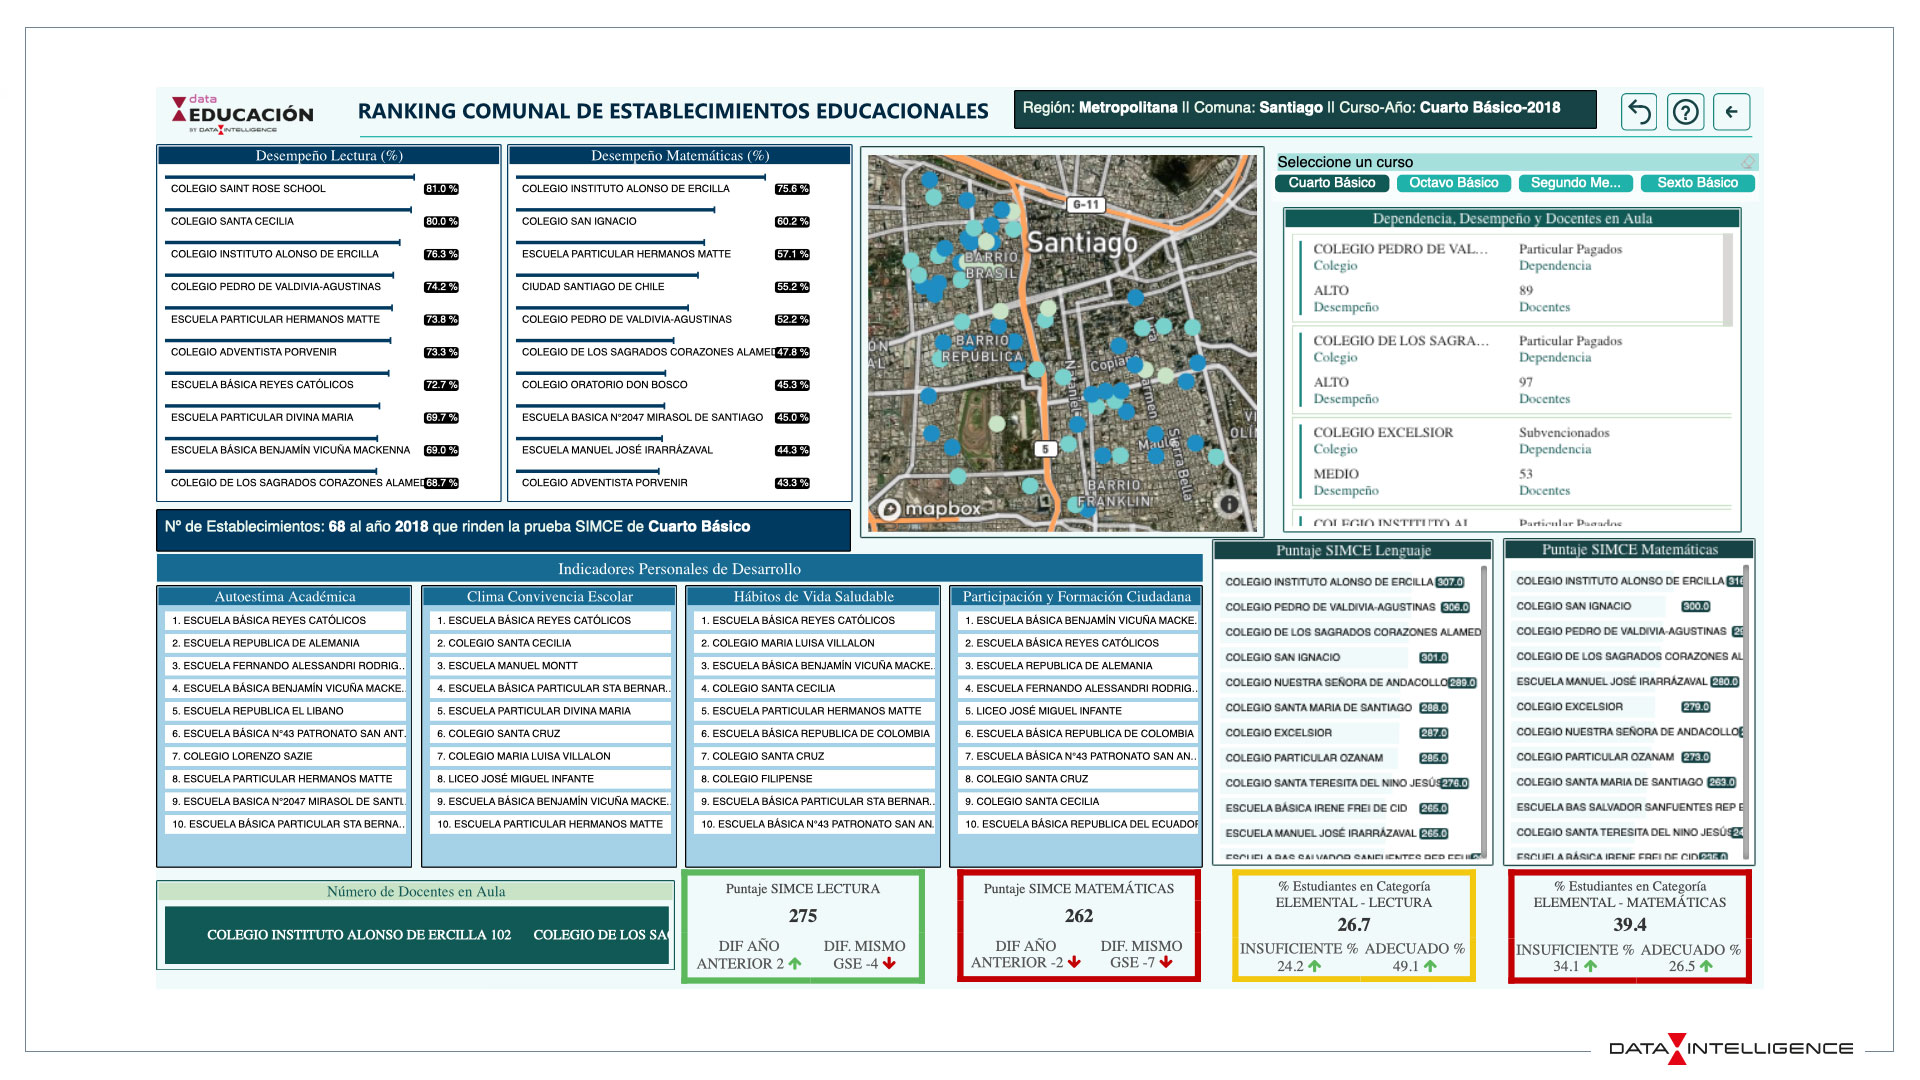 data
EDUCACIÓN
BY DATA INTELLIGENCE
RANKING COMUNAL DE ESTABLECIMIENTOS EDUCACIONALES
Región: Metropolitana II Comuna: Santiago II Curso-Año: Cuarto Básico-2018
Desempeño Lectura (%)
COLEGIO SAINT ROSE SCHOOL 81.0 %
COLEGIO SANTA CECILIA 80.0 %
COLEGIO INSTITUTO ALONSO DE ERCILLA 76.3 %
COLEGIO PEDRO DE VALDIVIA-AGUSTINAS 74.2 %
ESCUELA PARTICULAR HERMANOS MATTE 73.8 %
COLEGIO ADVENTISTA PORVENIR 73.3 %
ESCUELA BÁSICA REYES CATÓLICOS 72.7 %
ESCUELA PARTICULAR DIVINA MARIA 69.7 %
ESCUELA BÁSICA BENJAMÍN VICUÑA MACKENNA 69.0 %
COLEGIO DE LOS SAGRADOS CORAZONES ALAMED 68.7 %
Desempeño Matemáticas (%)
COLEGIO INSTITUTO ALONSO DE ERCILLA 75.6 %
COLEGIO SAN IGNACIO 60.2 %
ESCUELA PARTICULAR HERMANOS MATTE 57.1 %
CIUDAD SANTIAGO DE CHILE 55.2 %
COLEGIO PEDRO DE VALDIVIA-AGUSTINAS 52.2 %
COLEGIO DE LOS SAGRADOS CORAZONES ALAMED 47.8 %
COLEGIO ORATORIO DON BOSCO 45.3 %
ESCUELA BASICA N°2047 MIRASOL DE SANTIAGO 45.0 %
ESCUELA MANUEL JOSÉ IRARRÁZAVAL 44.3 %
COLEGIO ADVENTISTA PORVENIR 43.3 %
G-11
Santiago
BARRIO
BRASIL
BARRIO
REPÚBLICA
Copiapó
Nataniel
Carmen
Maule
Sierra Bella
5
BARRIO
FRANKLIN
mapbox
Seleccione un curso
Cuarto Básico
Octavo Básico
Segundo Me...
Sexto Básico
Dependencia, Desempeño y Docentes en Aula
COLEGIO PEDRO DE VAL... Particular Pagados
Colegio Dependencia
ALTO 89
Desempeño Docentes
COLEGIO DE LOS SAGRA... Particular Pagados
Colegio Dependencia
ALTO 97
Desempeño Docentes
COLEGIO EXCELSIOR Subvencionados
Colegio Dependencia
MEDIO 53
Desempeño Docentes
COLEGIO INSTITUTO AL Particular Pagados
Nº de Establecimientos: 68 al año 2018 que rinden la prueba SIMCE de Cuarto Básico
Indicadores Personales de Desarrollo
Autoestima Académica
1. ESCUELA BÁSICA REYES CATÓLICOS
2. ESCUELA REPUBLICA DE ALEMANIA
3. ESCUELA FERNANDO ALESSANDRI RODRIG..
4. ESCUELA BÁSICA BENJAMÍN VICUÑA MACKE..
5. ESCUELA REPUBLICA EL LIBANO
6. ESCUELA BÁSICA N°43 PATRONATO SAN ANT.
7. COLEGIO LORENZO SAZIE
8. ESCUELA PARTICULAR HERMANOS MATTE
9. ESCUELA BASICA N°2047 MIRASOL DE SANTI..
10. ESCUELA BÁSICA PARTICULAR STA BERNA..
Clima Convivencia Escolar
1. ESCUELA BÁSICA REYES CATÓLICOS
2. COLEGIO SANTA CECILIA
3. ESCUELA MANUEL MONTT
4. ESCUELA BÁSICA PARTICULAR STA BERNAR..
5. ESCUELA PARTICULAR DIVINA MARIA
6. COLEGIO SANTA CRUZ
7. COLEGIO MARIA LUISA VILLALON
8. LICEO JOSÉ MIGUEL INFANTE
9. ESCUELA BÁSICA BENJAMÍN VICUÑA MACKE..
10. ESCUELA PARTICULAR HERMANOS MATTE
Hábitos de Vida Saludable
1. ESCUELA BÁSICA REYES CATÓLICOS
2. COLEGIO MARIA LUISA VILLALON
3. ESCUELA BÁSICA BENJAMÍN VICUÑA MACKE..
4. COLEGIO SANTA CECILIA
5. ESCUELA PARTICULAR HERMANOS MATTE
6. ESCUELA BÁSICA REPUBLICA DE COLOMBIA
7. COLEGIO SANTA CRUZ
8. COLEGIO FILIPENSE
9. ESCUELA BÁSICA PARTICULAR STA BERNAR..
10. ESCUELA BÁSICA N°43 PATRONATO SAN AN.
Participación y Formación Ciudadana
1. ESCUELA BÁSICA BENJAMÍN VICUÑA MACKE.
2. ESCUELA BÁSICA REYES CATÓLICOS
3. ESCUELA REPUBLICA DE ALEMANIA
4. ESCUELA FERNANDO ALESSANDRI RODRIG..
5. LICEO JOSÉ MIGUEL INFANTE
6. ESCUELA BÁSICA REPUBLICA DE COLOMBIA
7. ESCUELA BÁSICA N°43 PATRONATO SAN AN..
8. COLEGIO SANTA CRUZ
9. COLEGIO SANTA CECILIA
10. ESCUELA BÁSICA REPUBLICA DEL ECUADOR
Puntaje SIMCE Lenguaje
COLEGIO INSTITUTO ALONSO DE ERCILLA 307.0
COLEGIO PEDRO DE VALDIVIA-AGUSTINAS 306.0
COLEGIO DE LOS SAGRADOS CORAZONES ALAMED
COLEGIO SAN IGNACIO 301.0
COLEGIO NUESTRA SEÑORA DE ANDACOLLO 289.0
COLEGIO SANTA MARIA DE SANTIAGO 288.0
COLEGIO EXCELSIOR 287.0
COLEGIO PARTICULAR OZANAM 285.0
COLEGIO SANTA TERESITA DEL NINO JESÚS 276.0
ESCUELA BÁSICA IRENE FREI DE CID 265.0
ESCUELA MANUEL JOSÉ IRARRÁZAVAL 265.0
ESCUELA BAS SALVADOR SANFUENTES REP
Puntaje SIMCE Matemáticas
COLEGIO INSTITUTO ALONSO DE ERCILLA 316
COLEGIO SAN IGNACIO 300.0
COLEGIO PEDRO DE VALDIVIA-AGUSTINAS
COLEGIO DE LOS SAGRADOS CORAZONES AL
ESCUELA MANUEL JOSÉ IRARRÁZAVAL 280.0
COLEGIO EXCELSIOR 279.0
COLEGIO NUESTRA SEÑORA DE ANDACOLLO
COLEGIO PARTICULAR OZANAM 273.0
COLEGIO SANTA MARIA DE SANTIAGO 263.0
ESCUELA BAS SALVADOR SANFUENTES REP E
COLEGIO SANTA TERESITA DEL NINO JESÚS
ESCUELA BÁSICA IRENE FREI DE CID
Número de Docentes en Aula
COLEGIO INSTITUTO ALONSO DE ERCILLA 102 COLEGIO DE LOS SA
Puntaje SIMCE LECTURA
275
DIF AÑO DIF. MISMO
ANTERIOR 2 GSE -4
Puntaje SIMCE MATEMÁTICAS
262
DIF AÑO DIF. MISMO
ANTERIOR -2 GSE -7
% Estudiantes en Categoría
ELEMENTAL - LECTURA
26.7
INSUFICIENTE % ADECUADO %
24.2 49.1
% Estudiantes en Categoría
ELEMENTAL - MATEMÁTICAS
39.4
INSUFICIENTE % ADECUADO %
34.1 26.5
DATA INTELLIGENCE